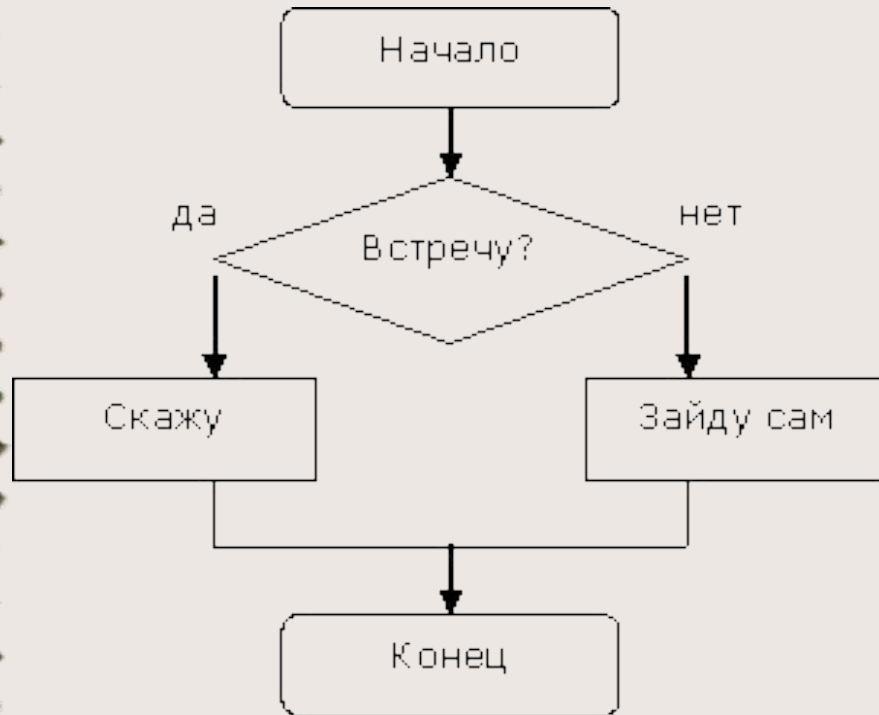 Начало
да
нет
Встречу?
Скажу
Зайду сам
Конец